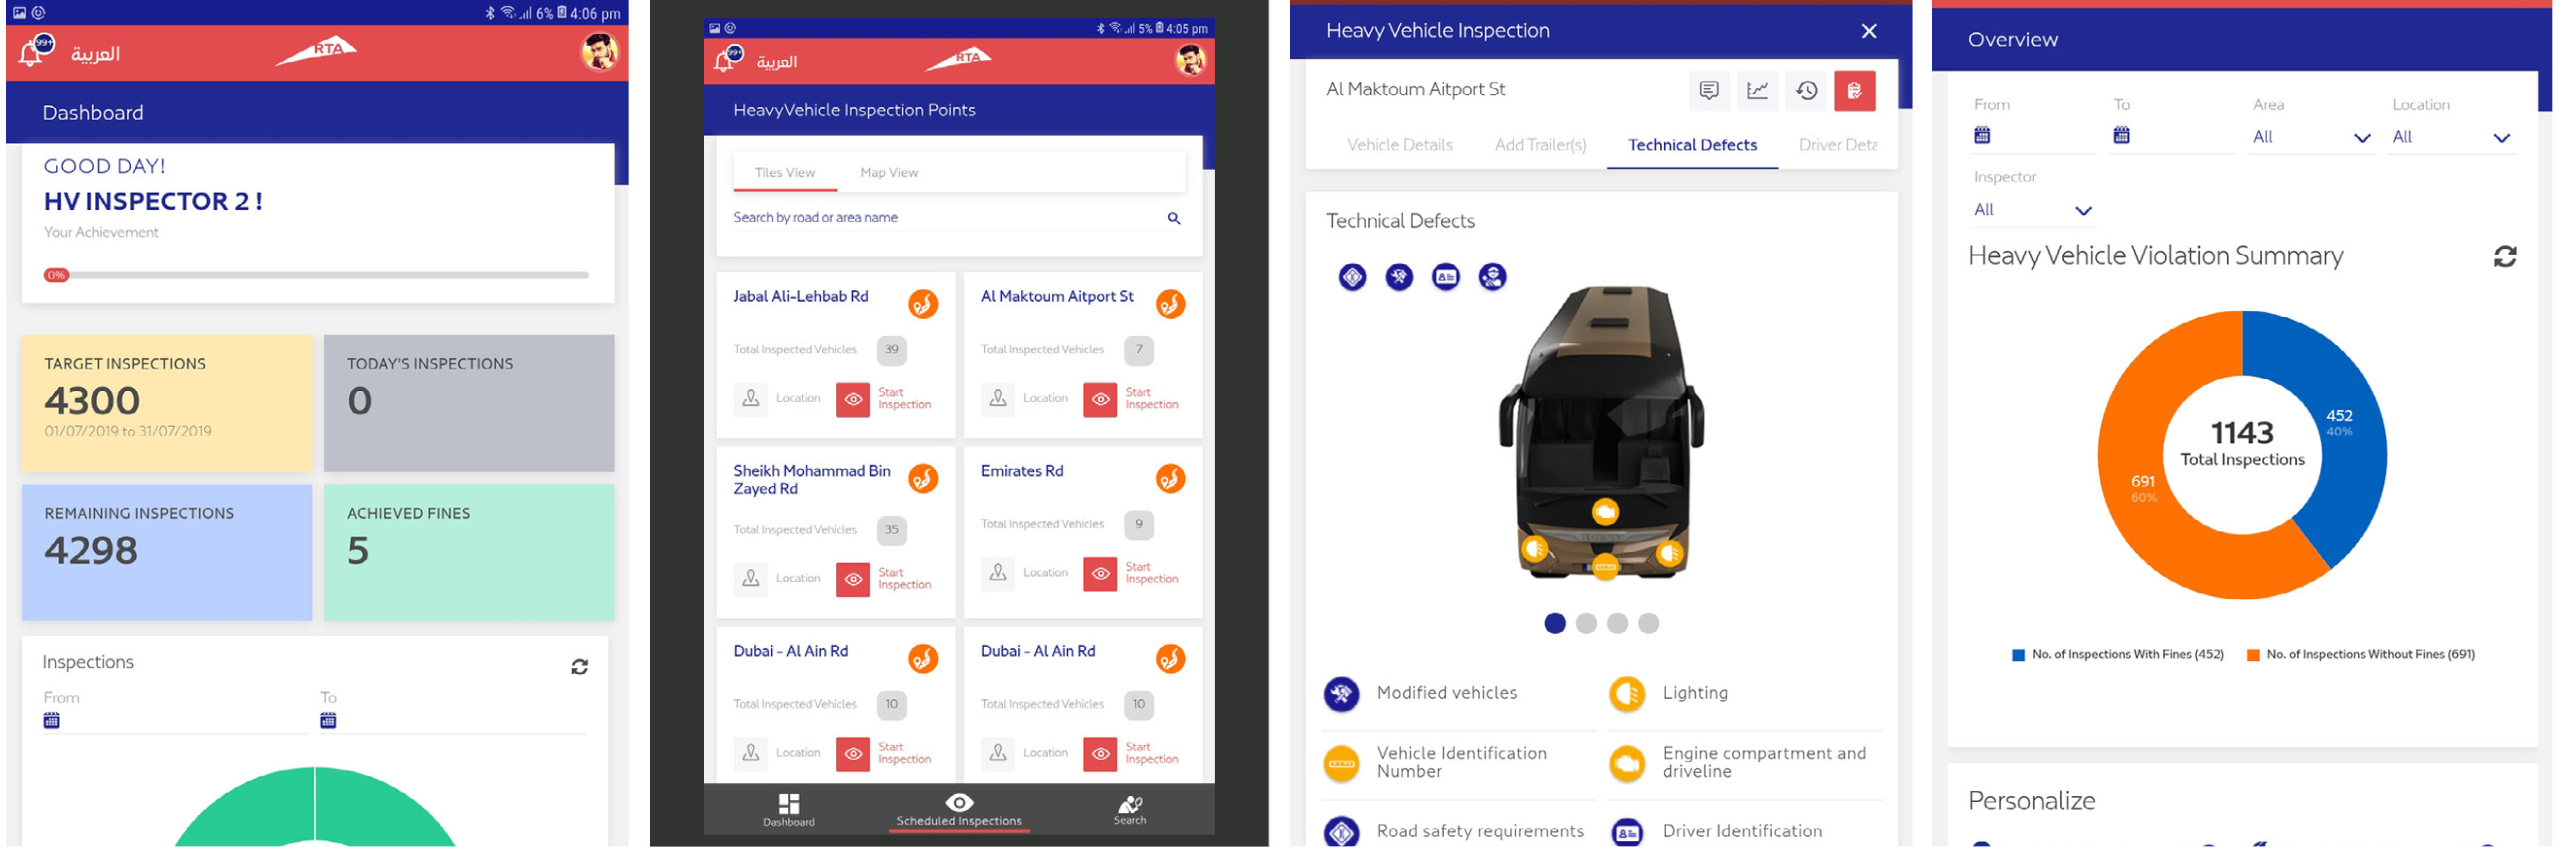 6% 4:06 pm
99+
العربية
RTA
Dashboard
GOOD DAY!
HV INSPECTOR 2 !
Your Achievement
0%
TARGET INSPECTIONS
4300
01/07/2019 to 31/07/2019
TODAY'S INSPECTIONS
0
REMAINING INSPECTIONS
4298
ACHIEVED FINES
5
Inspections
From
To
5% 4:05 pm
99+
العربية
RTA
HeavyVehicle Inspection Points
Tiles View
Map View
Search by road or area name
Jabal Ali-Lehbab Rd
Total Inspected Vehicles 39
Location
Start
Inspection
Al Maktoum Aitport St
Total Inspected Vehicles 7
Location
Start
Inspection
Sheikh Mohammad Bin
Zayed Rd
Total Inspected Vehicles 35
Location
Start
Inspection
Emirates Rd
Total Inspected Vehicles 9
Location
Start
Inspection
Dubai - Al Ain Rd
Total Inspected Vehicles 10
Location
Start
Inspection
Dubai - Al Ain Rd
Total Inspected Vehicles 10
Location
Start
Inspection
Dashboard
Scheduled Inspections
Search
Heavy Vehicle Inspection
Al Maktoum Aitport St
Vehicle Details
Add Trailer(s)
Technical Defects
Driver Deta
Technical Defects
Modified vehicles
Lighting
Vehicle Identification
Number
Engine compartment and
driveline
Road safety requirements
Driver Identification
Overview
From
To
Area
All
Location
All
Inspector
All
Heavy Vehicle Violation Summary
452
40%
1143
Total Inspections
691
60%
No. of Inspections With Fines (452)
No. of Inspections Without Fines (691)
Personalize